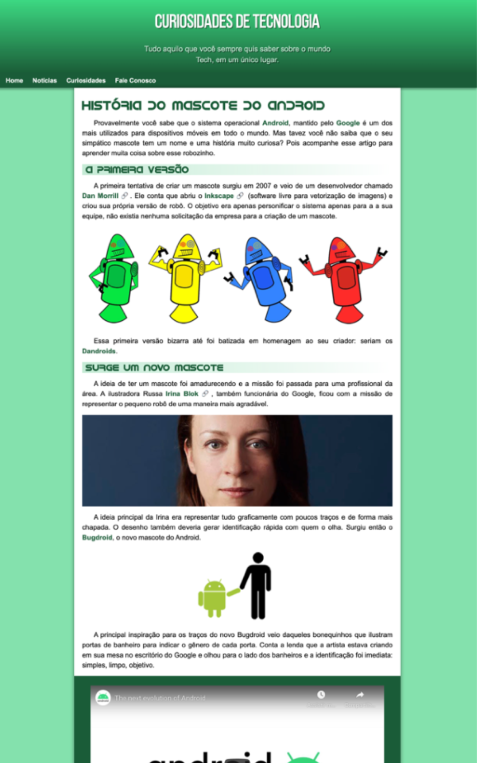 CURIOSIDADES DE TECNOLOGIA
Tudo aquilo que você sempre quis saber sobre o mundo
Tech, em um único lugar.
Home Notícias Curiosidades Fale Conosco
HISTÓRIA DO MASCOTE DO ANDROID
Provavelmente você sabe que o sistema operacional Android, mantido pelo Google é um dos
mais utilizados para dispositivos móveis em todo o mundo. Mas tavez você não saiba que o seu
simpático mascote tem um nome e uma história muito curiosa? Pois acompanhe esse artigo para
aprender muita coisa sobre esse robozinho.
A PRIMEIRA VERSÃO
A primeira tentativa de criar um mascote surgiu em 2007 e veio de um desenvolvedor chamado
Dan Morrill . Ele conta que abriu o Inkscape (software livre para vetorização de imagens) e
criou sua própria versão de robô. O objetivo era apenas personificar o sistema apenas para a a sua
equipe, não existia nenhuma solicitação da empresa para a criação de um mascote.
Essa primeira versão bizarra até foi batizada em homenagem ao seu criador: seriam os
Dandroids.
SURGE UM NOVO MASCOTE
A ideia de ter um mascote foi amadurecendo e a missão foi passada para uma profissional da
área. A ilustradora Russa Irina Blok , também funcionária do Google, ficou com a missão de
representar o pequeno robô de uma maneira mais agradável.
A ideia principal da Irina era representar tudo graficamente com poucos traços e de forma mais
chapada. O desenho também deveria gerar identificação rápida com quem o olha. Surgiu então o
Bugdroid, o novo mascote do Android.
A principal inspiração para os traços do novo Bugdroid veio daqueles bonequinhos que ilustram
portas de banheiro para indicar o gênero de cada porta. Conta a lenda que a artista estava criando
em sua mesa no escritório do Google e olhou para o lado dos banheiros e a identificação foi imediata:
simples, limpo, objetivo.
The next evolution of Android
android